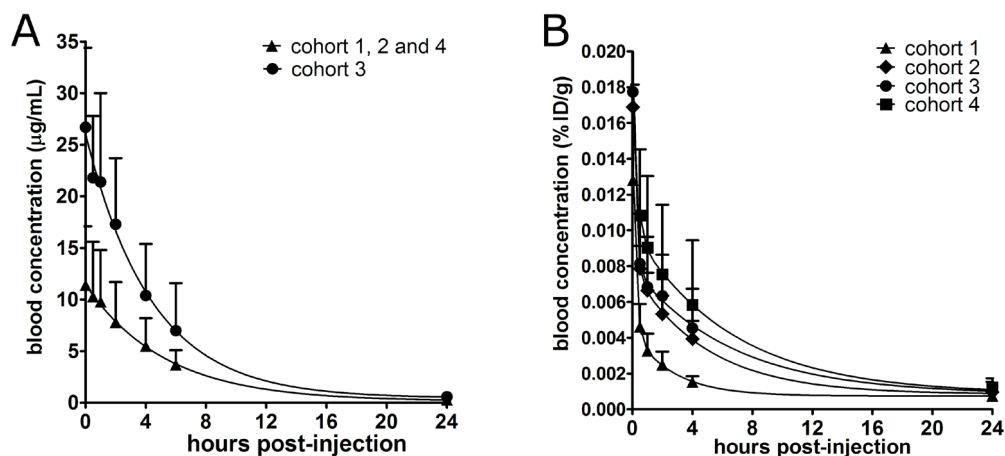 A
cohort 1, 2 and 4
cohort 3
blood concentration (μg/mL)
35
30
25
20
15
10
5
0
0 4 8 12 16 20 24
hours post-injection
B
cohort 1
cohort 2
cohort 3
cohort 4
blood concentration (% ID/g)
0.020
0.018
0.016
0.014
0.012
0.010
0.008
0.006
0.004
0.002
0.000
0 4 8 12 16 20 24
hours post-injection